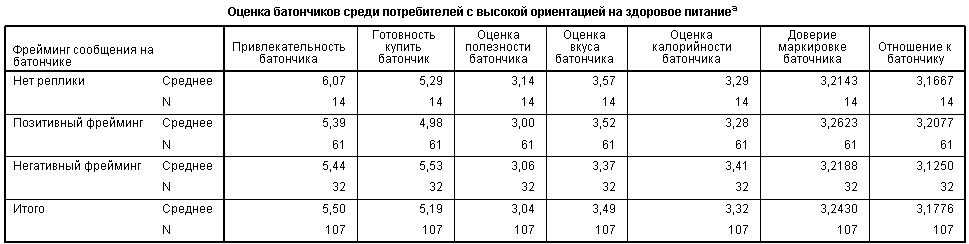 Оценка батончиков среди потребителей с высокой ориентацией на здоровое питаниеa
Фрейминг сообщения на батончике Привлекательность батончика Готовность купить батончик Оценка полезности батончика Оценка вкуса батончика Оценка калорийности батончика Доверие маркировке батончика Отношение к батончику
Нет реплики Среднее 6,07 5,29 3,14 3,57 3,29 3,2143 3,1667
N 14 14 14 14 14 14 14
Позитивный фрейминг Среднее 5,39 4,98 3,00 3,52 3,28 3,2623 3,2077
N 61 61 61 61 61 61 61
Негативный фрейминг Среднее 5,44 5,53 3,06 3,37 3,41 3,2188 3,1250
N 32 32 32 32 32 32 32
Итого Среднее 5,50 5,19 3,04 3,49 3,32 3,2430 3,1776
N 107 107 107 107 107 107 107